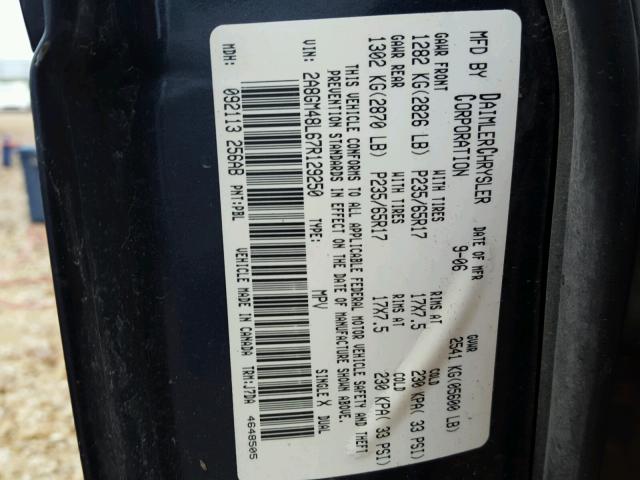 MFD BY DAIMLERCHRYSLER CORPORATION DATE OF MFR 9-06 GVWR 2541 KG(05600 LB)
GAWR FRONT WITH TIRES RIMS AT COLD
1282 KG(2826 LB) P235/65R17 17X7.5 230 KPA( 33 PSI)
GAWR REAR WITH TIRES RIMS AT COLD
1302 KG(2870 LB) P235/65R17 17X7.5 230 KPA( 33 PSI)
THIS VEHICLE CONFORMS TO ALL APPLICABLE FEDERAL MOTOR VEHICLE SAFETY AND THEFT
PREVENTION STANDARDS IN EFFECT ON THE DATE OF MANUFACTURE SHOWN ABOVE.
VIN: 2A8GM48L67R129250 TYPE: MPV SINGLE X DUAL
MDH: 092113 256AB PNT:PBL VEHICLE MADE IN CANADA TRM:J7D0 4648505